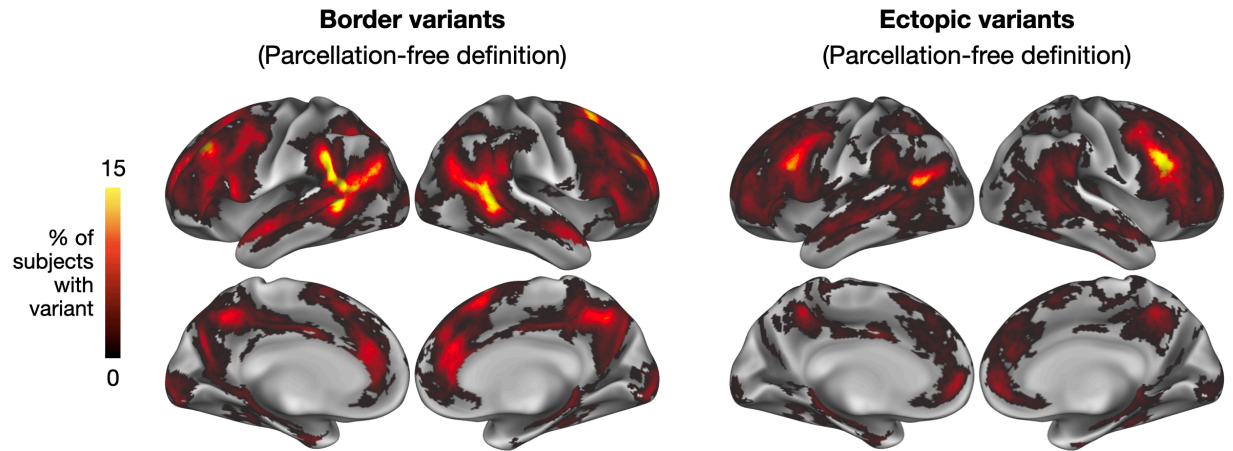 Border variants
(Parcellation-free definition)
Ectopic variants
(Parcellation-free definition)
15
% of
subjects
with
variant
0